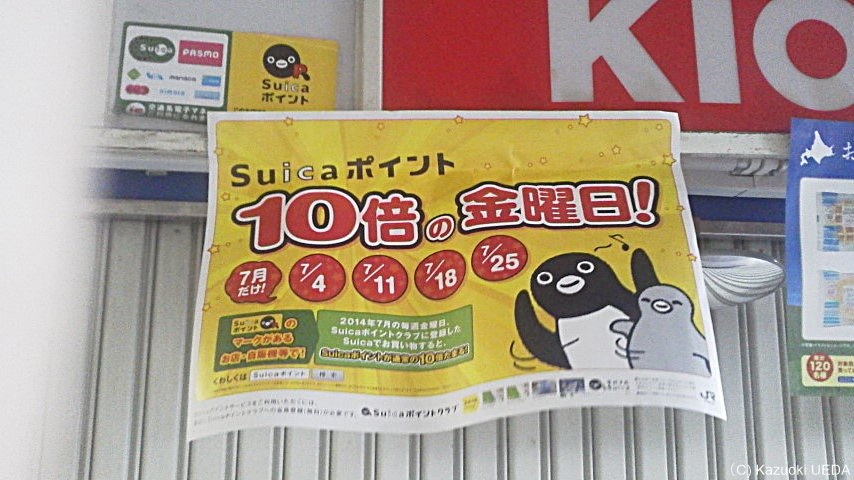 Kio
Suica PASMO
manaca
nimoca
Suica
ポイント
Suicaポイント
10倍の金曜日!
7月だけ!
7/4
7/11
7/18
7/25
Suicaポイントの
マークがある
お店・自販機等で!
2014年7月の毎週金曜日、
Suicaポイントクラブに登録した
Suicaでお買い物すると、
Suicaポイントが通常の10倍たまる!
くわしくは Suicaポイント 検索
Suicaポイントクラブ
JR
120
名様
(C) Kazuoki UEDA